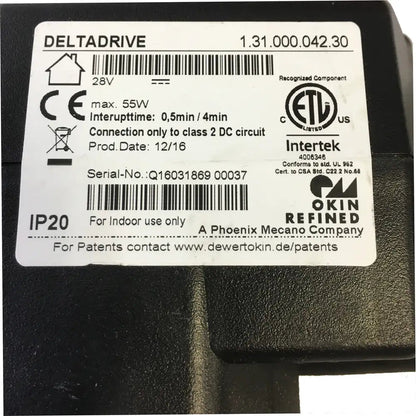 DELTADRIVE 1.31.000.042.30
28V
max. 55W
Interupttime: 0,5min / 4min
Connection only to class 2 DC circuit
Prod.Date: 12/16
Recognized Component
CE
ETL
C US
LISTED
Intertek
4006346
Conforms to std. UL 962
Cert. to CSA Std. C22.2 No.68
Serial-No.:Q16031869 00037
OKIN
REFINED
IP20
For Indoor use only
A Phoenix Mecano Company
For Patents contact www.dewertokin.de/patents